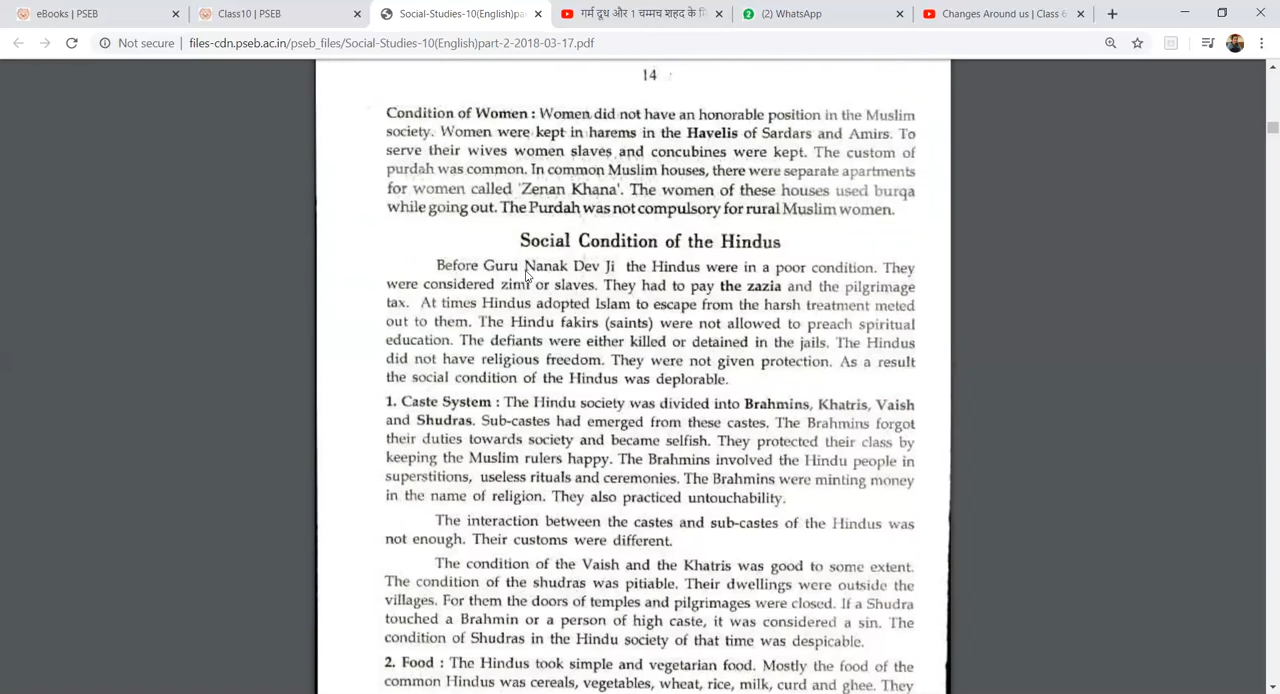 eBooks | PSEB
Class10 | PSEB
Social-Studies-10(English)par
गर्म दूध और 1 चम्मच शहद के मि
(2) WhatsApp
Changes Around us | Class 6
Not secure | files-cdn.pseb.ac.in/pseb_files/Social-Studies-10(English)part-2-2018-03-17.pdf
14
Condition of Women : Women did not have an honorable position in the Muslim
society. Women were kept in harems in the Havelis of Sardars and Amirs. To
serve their wives women slaves and concubines were kept. The custom of
purdah was common. In common Muslim houses, there were separate apartments
for women called 'Zenan Khana'. The women of these houses used burqa
while going out. The Purdah was not compulsory for rural Muslim women.
Social Condition of the Hindus
Before Guru Nanak Dev Ji the Hindus were in a poor condition. They
were considered zimi or slaves. They had to pay the zazia and the pilgrimage
tax. At times Hindus adopted Islam to escape from the harsh treatment meted
out to them. The Hindu fakirs (saints) were not allowed to preach spiritual
education. The defiants were either killed or detained in the jails. The Hindus
did not have religious freedom. They were not given protection. As a result
the social condition of the Hindus was deplorable.
1. Caste System : The Hindu society was divided into Brahmins, Khatris, Vaish
and Shudras. Sub-castes had emerged from these castes. The Brahmins forgot
their duties towards society and became selfish. They protected their class by
keeping the Muslim rulers happy. The Brahmins involved the Hindu people in
superstitions, useless rituals and ceremonies. The Brahmins were minting money
in the name of religion. They also practiced untouchability.
The interaction between the castes and sub-castes of the Hindus was
not enough. Their customs were different.
The condition of the Vaish and the Khatris was good to some extent.
The condition of the shudras was pitiable. Their dwellings were outside the
villages. For them the doors of temples and pilgrimages were closed. If a Shudra
touched a Brahmin or a person of high caste, it was considered a sin. The
condition of Shudras in the Hindu society of that time was despicable.
2. Food : The Hindus took simple and vegetarian food. Mostly the food of the
common Hindus was cereals, vegetables, wheat, rice, milk, curd and ghee. They